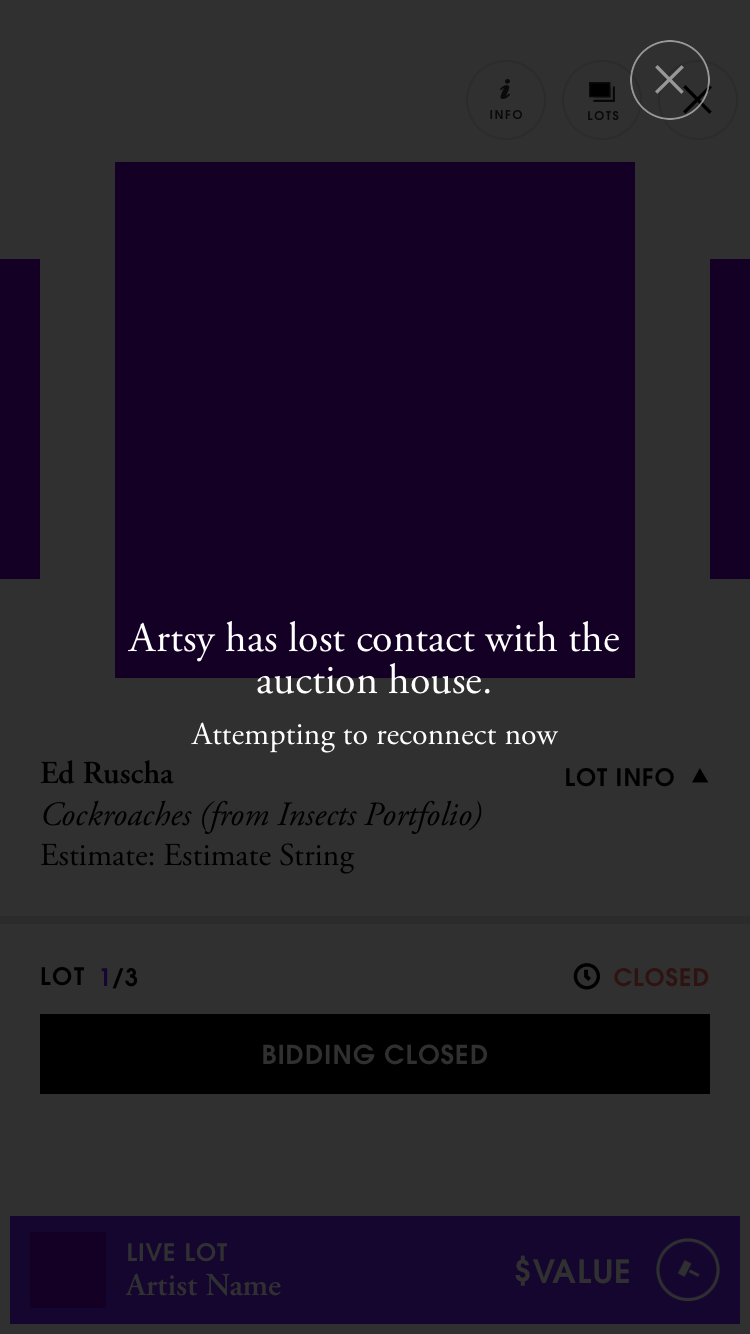 INFO
LOTS
Artsy has lost contact with the
auction house.
Attempting to reconnect now
Ed Ruscha
LOT INFO ▲
Cockroaches (from Insects Portfolio)
Estimate: Estimate String
LOT 1/3
CLOSED
BIDDING CLOSED
LIVE LOT
Artist Name
$VALUE